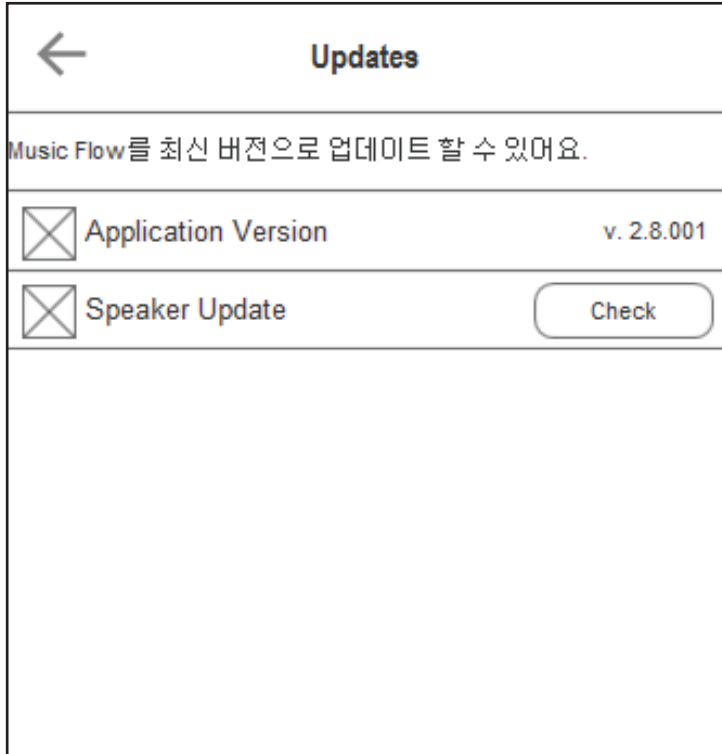 Updates
Music Flow를 최신 버전으로 업데이트 할 수 있어요.
Application Version v. 2.8.001
Speaker Update Check